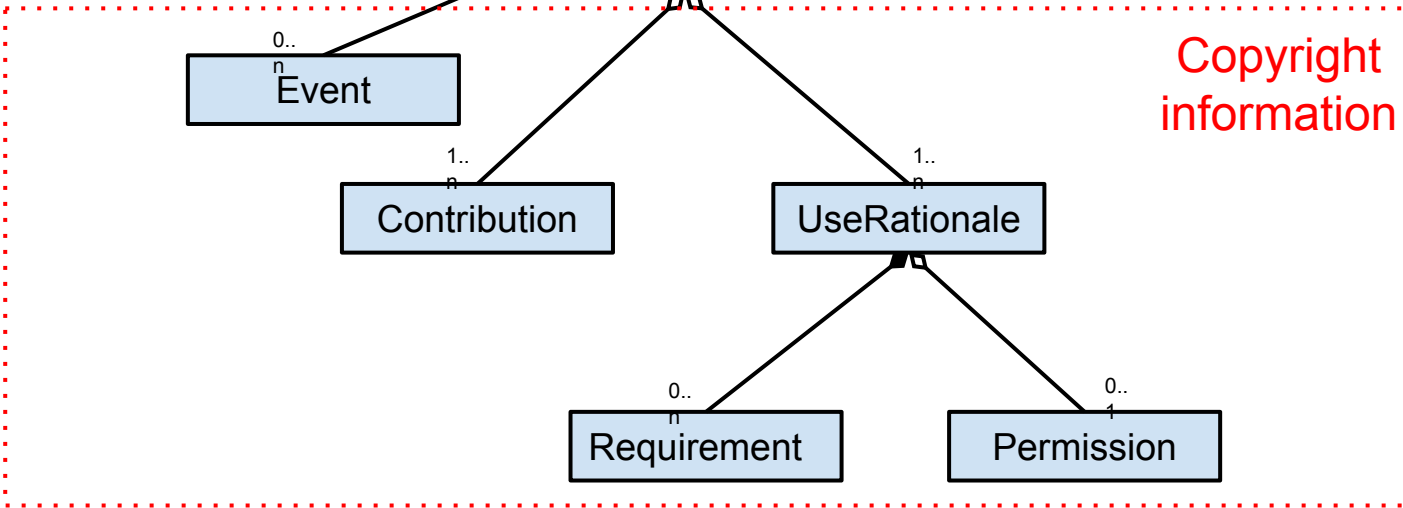 0..
n
Event
Copyright
information
1..
n
Contribution
1..
n
UseRationale
0..
n
Requirement
0..
1
Permission